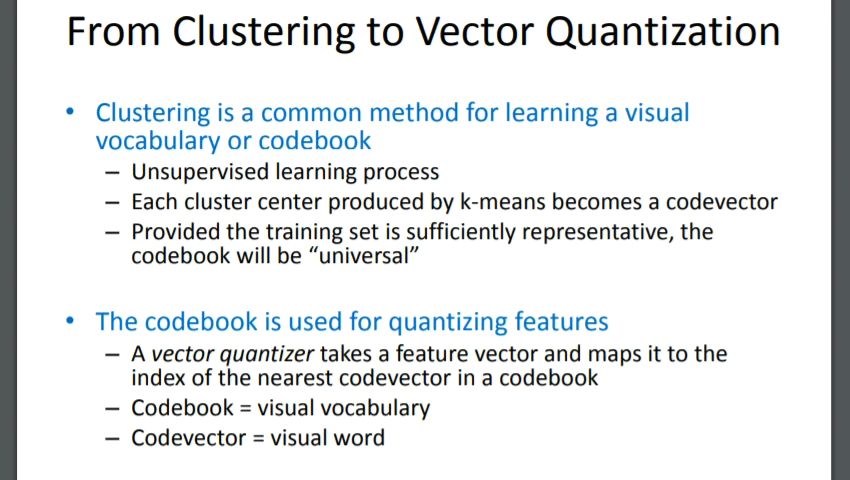 From Clustering to Vector Quantization
• Clustering is a common method for learning a visual
vocabulary or codebook
– Unsupervised learning process
– Each cluster center produced by k-means becomes a codevector
– Provided the training set is sufficiently representative, the
codebook will be “universal”
• The codebook is used for quantizing features
– A vector quantizer takes a feature vector and maps it to the
index of the nearest codevector in a codebook
– Codebook = visual vocabulary
– Codevector = visual word